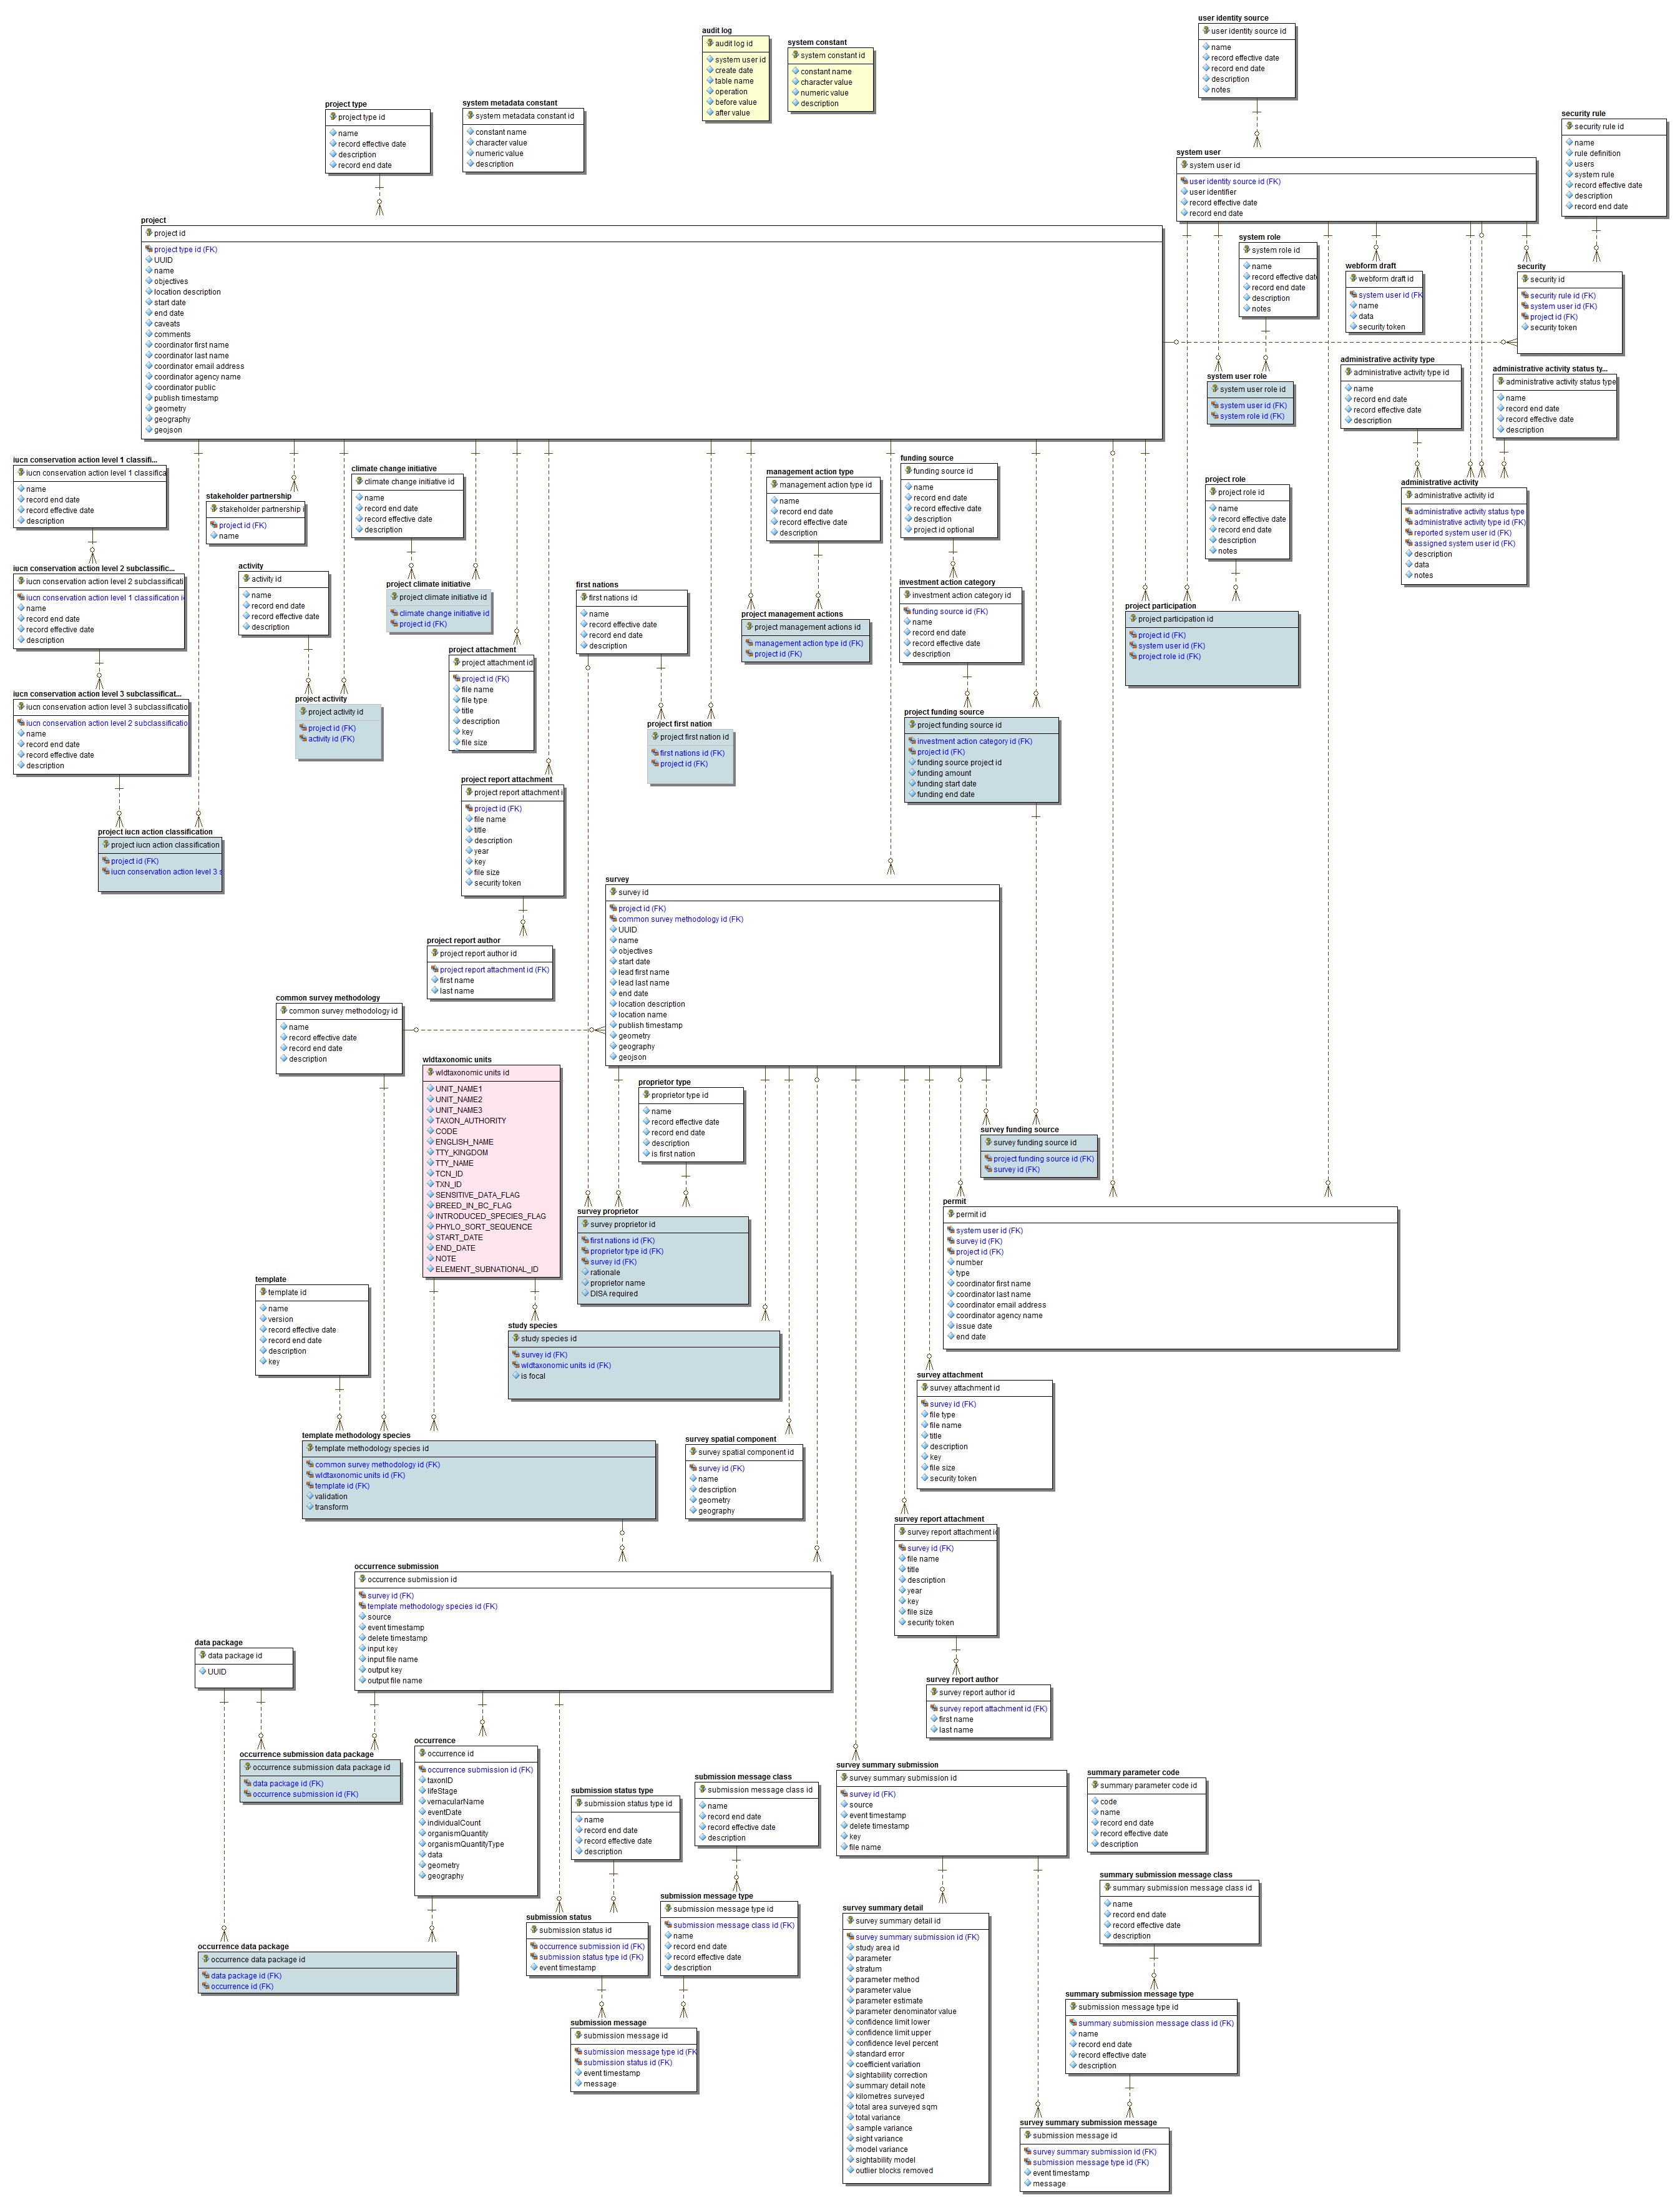 audit log
audit log id
system user id
create date
table name
operation
before value
after value
system constant
system constant id
constant name
character value
numeric value
description
user identity source
user identity source id
name
record effective date
record end date
description
notes
project type
project type id
name
record effective date
description
record end date
system metadata constant
system metadata constant id
constant name
character value
numeric value
description
security rule
security rule id
name
rule definition
users
system rule
record effective date
description
record end date
system user
system user id
user identity source id (FK)
user identifier
record effective date
record end date
project
project id
project type id (FK)
UUID
name
objectives
location description
start date
end date
caveats
comments
coordinator first name
coordinator last name
coordinator email address
coordinator agency name
coordinator public
publish timestamp
geometry
geography
geojson
system role
system role id
name
record effective date
record end date
description
notes
webform draft
webform draft id
system user id (FK
name
data
security token
security
security id
security rule id (FK)
system user id (FK)
project id (FK)
security token
system user role
system user role id
system user id (FK)
system role id (FK)
administrative activity type
administrative activity type id
name
record end date
record effective date
description
administrative activity status ty...
administrative activity status type
name
record end date
record effective date
description
administrative activity
administrative activity id
administrative activity status type
administrative activity type id (FK)
reported system user id (FK)
assigned system user id (FK)
description
data
notes
iucn conservation action level 1 classifi...
iucn conservation action level 1 classifica
name
record end date
record effective date
description
stakeholder partnership
stakeholder partnership i
project id (FK)
name
climate change initiative
climate change initiative id
name
record end date
record effective date
description
management action type
management action type id
name
record end date
record effective date
description
funding source
funding source id
name
record end date
record effective date
description
project id optional
project role
project role id
name
record effective date
record end date
description
notes
iucn conservation action level 2 subclassific...
iucn conservation action level 2 subclassificati
iucn conservation action level 1 classification i
name
record end date
record effective date
description
activity
activity id
name
record end date
record effective date
description
project climate initiative
project climate initiative id
climate change initiative id
project id (FK)
first nations
first nations id
name
record effective date
record end date
description
project management actions
project management actions id
management action type id (FK)
project id (FK)
investment action category
investment action category id
funding source id (FK)
name
record end date
record effective date
description
project participation
project participation id
project id (FK)
system user id (FK)
project role id (FK)
iucn conservation action level 3 subclassificat...
iucn conservation action level 3 subclassificatio
iucn conservation action level 2 subclassificatio
name
record end date
record effective date
description
project activity
project activity id
project id (FK)
activity id (FK)
project attachment
project attachment id
project id (FK)
file name
file type
title
description
key
file size
project first nation
project first nation id
first nations id (FK)
project id (FK)
project funding source
project funding source id
investment action category id (FK)
project id (FK)
funding source project id
funding amount
funding start date
funding end date
project report attachment
project report attachment i
project id (FK)
file name
title
description
year
key
file size
security token
project iucn action classification
project iucn action classification
project id (FK)
iucn conservation action level 3 s
survey
survey id
project id (FK)
common survey methodology id (FK)
UUID
name
objectives
start date
lead first name
lead last name
end date
location description
location name
publish timestamp
geometry
geography
geojson
project report author
project report author id
project report attachment id (FK)
first name
last name
common survey methodology
common survey methodology id
name
record effective date
record end date
description
wldtaxonomic units
wldtaxonomic units id
UNIT_NAME1
UNIT_NAME2
UNIT_NAME3
TAXON_AUTHORITY
CODE
ENGLISH_NAME
TTY_KINGDOM
TTY_NAME
TCN_ID
TXN_ID
SENSITIVE_DATA_FLAG
BREED_IN_BC_FLAG
INTRODUCED_SPECIES_FLAG
PHYLO_SORT_SEQUENCE
START_DATE
END_DATE
NOTE
ELEMENT_SUBNATIONAL_ID
proprietor type
proprietor type id
name
record effective date
record end date
description
is first nation
survey funding source
survey funding source id
project funding source id (FK)
survey id (FK)
survey proprietor
survey proprietor id
first nations id (FK)
proprietor type id (FK)
survey id (FK)
rationale
proprietor name
DISA required
permit
permit id
system user id (FK)
survey id (FK)
project id (FK)
number
type
coordinator first name
coordinator last name
coordinator email address
coordinator agency name
issue date
end date
template
template id
name
version
record effective date
record end date
description
key
study species
study species id
survey id (FK)
wldtaxonomic units id (FK)
is focal
survey attachment
survey attachment id
survey id (FK)
file type
file name
title
description
key
file size
security token
template methodology species
template methodology species id
common survey methodology id (FK)
wldtaxonomic units id (FK)
template id (FK)
validation
transform
survey spatial component
survey spatial component id
survey id (FK)
name
description
geometry
geography
survey report attachment
survey report attachment id
survey id (FK)
file name
title
description
year
key
file size
security token
occurrence submission
occurrence submission id
survey id (FK)
template methodology species id (FK)
source
event timestamp
delete timestamp
input key
input file name
output key
output file name
data package
data package id
UUID
survey report author
survey report author id
survey report attachment id (FK)
first name
last name
occurrence submission data package
occurrence submission data package id
data package id (FK)
occurrence submission id (FK)
occurrence
occurrence id
occurrence submission id (FK)
taxonID
lifeStage
vernacularName
eventDate
individualCount
organismQuantity
organismQuantityType
data
geometry
geography
submission status type
submission status type id
name
record end date
record effective date
description
submission message class
submission message class id
name
record end date
record effective date
description
survey summary submission
survey summary submission id
survey id (FK)
source
event timestamp
delete timestamp
key
file name
summary parameter code
summary parameter code id
code
name
record end date
record effective date
description
summary submission message class
summary submission message class id
name
record end date
record effective date
description
submission status
submission status id
occurrence submission id (FK)
submission status type id (FK)
event timestamp
submission message type
submission message type id
submission message class id (FK)
name
record end date
record effective date
description
survey summary detail
survey summary detail id
survey summary submission id (FK)
study area id
parameter
stratum
parameter method
parameter value
parameter estimate
parameter denominator value
confidence limit lower
confidence limit upper
confidence level percent
standard error
coefficient variation
sightability correction
summary detail note
kilometres surveyed
total area surveyed sqm
total variance
sample variance
sight variance
model variance
sightability model
outlier blocks removed
occurrence data package
occurrence data package id
data package id (FK)
occurrence id (FK)
summary submission message type
submission message type id
summary submission message class id (FK)
name
record end date
record effective date
description
submission message
submission message id
submission message type id (FK
submission status id (FK)
event timestamp
message
survey summary submission message
submission message id
survey summary submission id (FK)
submission message type id (FK)
event timestamp
message